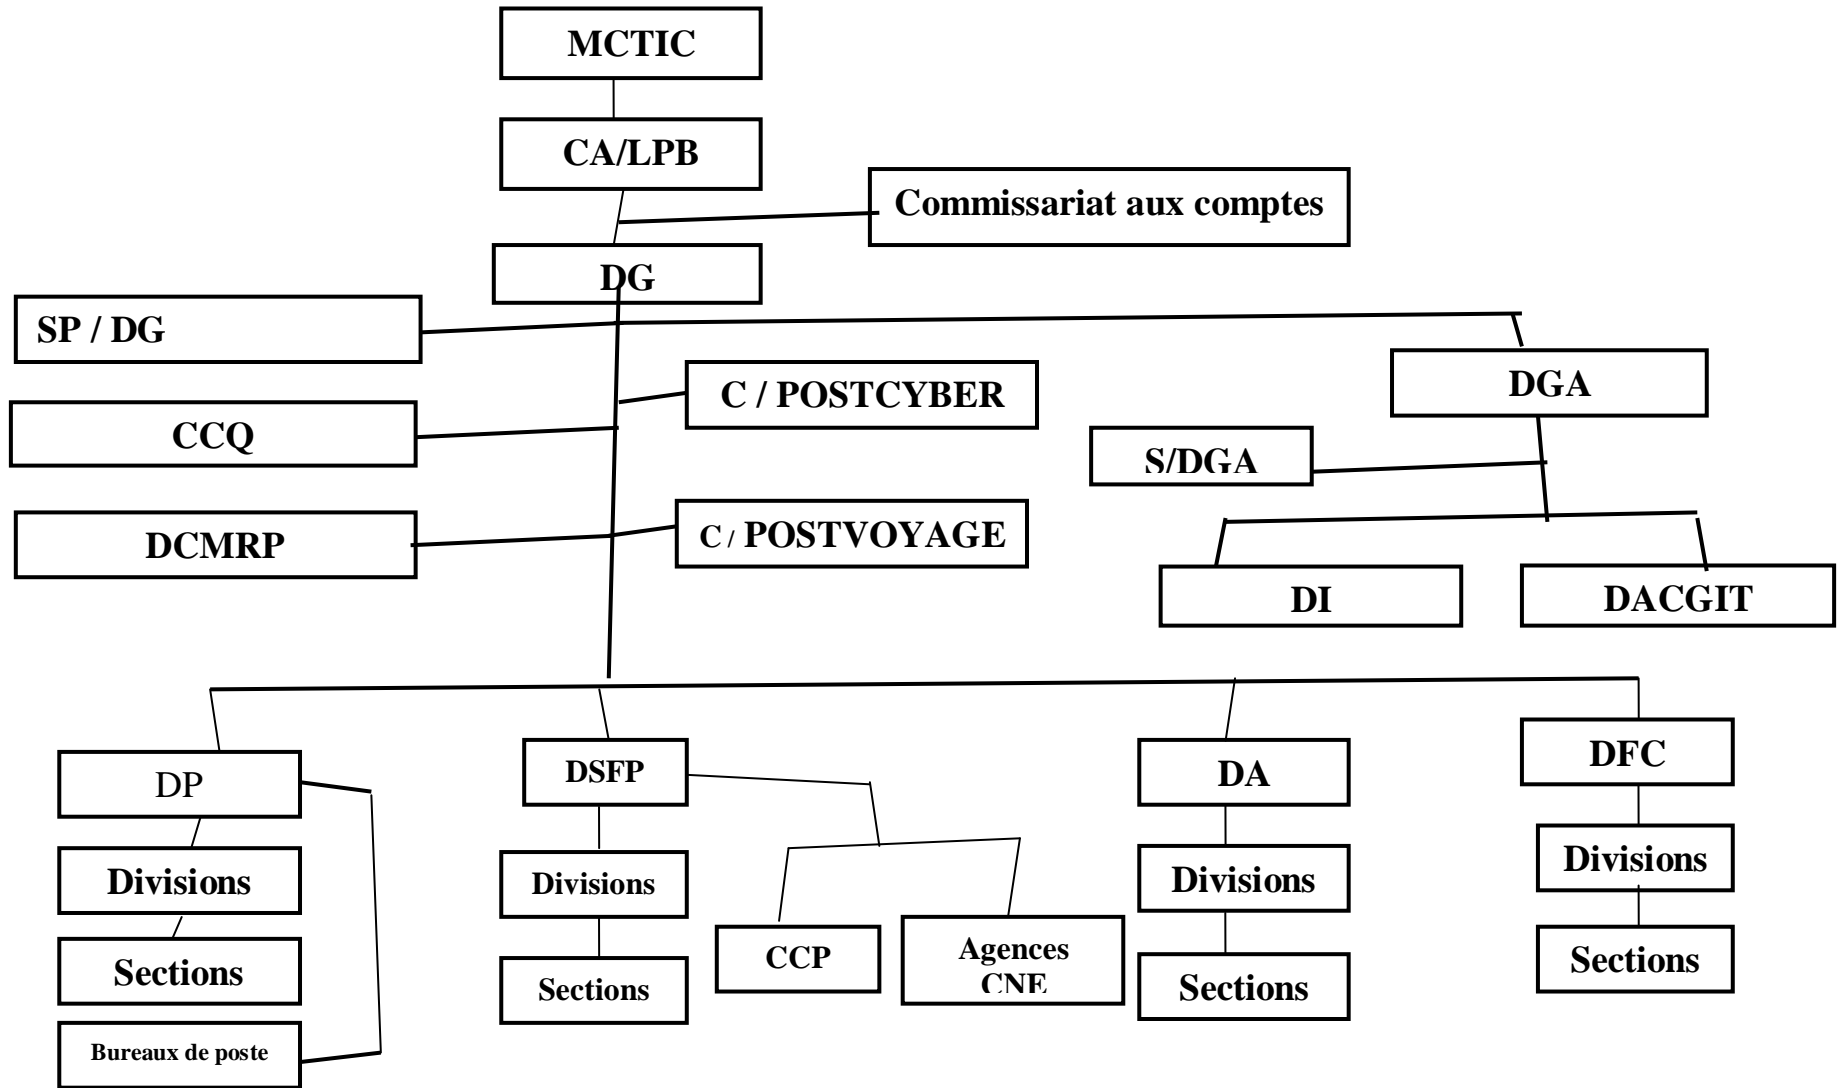 MCTIC
CA/LPB
Commissariat aux comptes
DG
SP / DG
DGA
C / POSTCYBER
CCQ
S/DGA
DCMRP
C / POSTVOYAGE
DI
DACGIT
DP
DSFP
DA
DFC
Divisions
Divisions
Divisions
Divisions
Sections
Sections
CCP
Agences
CNE
Sections
Sections
Bureaux de poste